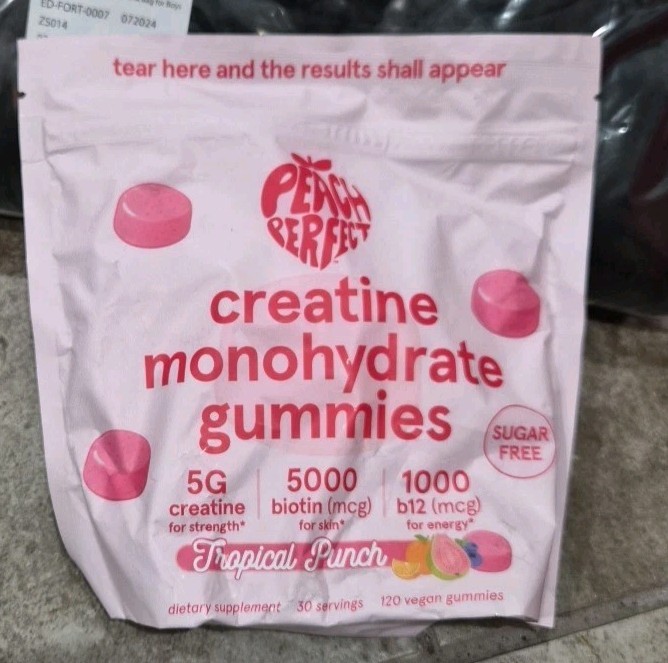 ED-FORT-0007 072024
ZS014
tear here and the results shall appear
PEACH
PERFECT
creatine
monohydrate
gummies
SUGAR
FREE
5G
creatine
for strength*
5000
biotin (mcg)
for skin*
1000
b12 (mcg)
for energy*
Tropical Punch
dietary supplement 30 servings 120 vegan gummies